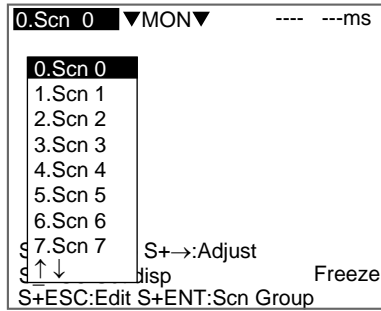 0.Scn 0 ▼MON▼ ---- ---ms
0.Scn 0
1.Scn 1
2.Scn 2
3.Scn 3
4.Scn 4
5.Scn 5
6.Scn 6
7.Scn 7
↑↓
S+→:Adjust
disp Freeze
S+ESC:Edit S+ENT:Scn Group